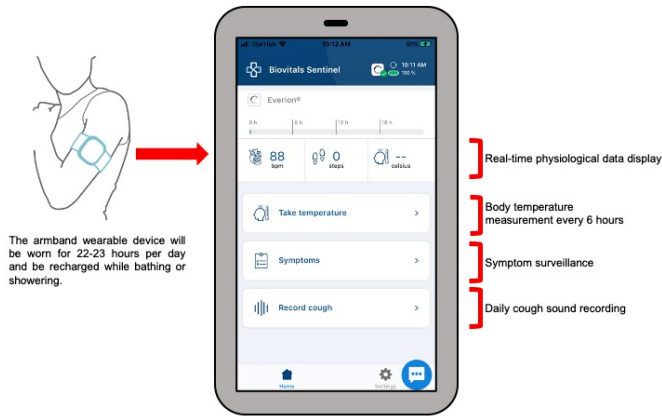 StarHub 10:12 AM 91%
Biovitals Sentinel
10:11 AM
100 %
Everion®
0 h 6 h 12 h 18 h
88 bpm 0 steps -- celsius
Real-time physiological data display
Take temperature
Body temperature
measurement every 6 hours
The armband wearable device will
be worn for 22-23 hours per day
and be recharged while bathing or
showering.
Symptoms
Symptom surveillance
Record cough
Daily cough sound recording
Home Settings